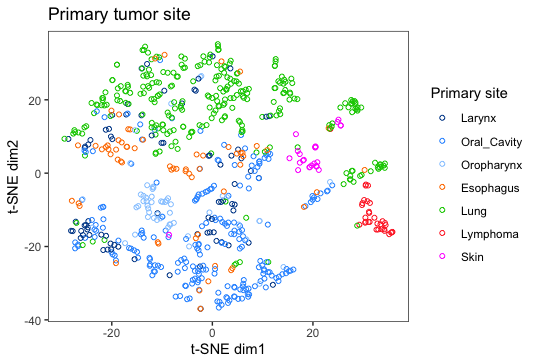 Primary tumor site
t-SNE dim2
20
0
-20
-40
-20
0
20
t-SNE dim1
Primary site
Larynx
Oral_Cavity
Oropharynx
Esophagus
Lung
Lymphoma
Skin